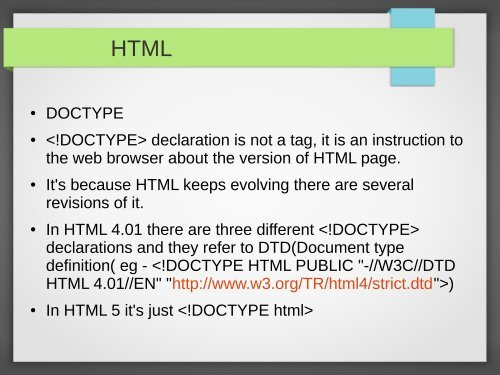 HTML
• DOCTYPE
• <!DOCTYPE> declaration is not a tag, it is an instruction to
the web browser about the version of HTML page.
• It's because HTML keeps evolving there are several
revisions of it.
• In HTML 4.01 there are three different <!DOCTYPE>
declarations and they refer to DTD(Document type
definition( eg - <!DOCTYPE HTML PUBLIC "-//W3C//DTD
HTML 4.01//EN" "http://www.w3.org/TR/html4/strict.dtd">)
• In HTML 5 it's just <!DOCTYPE html>